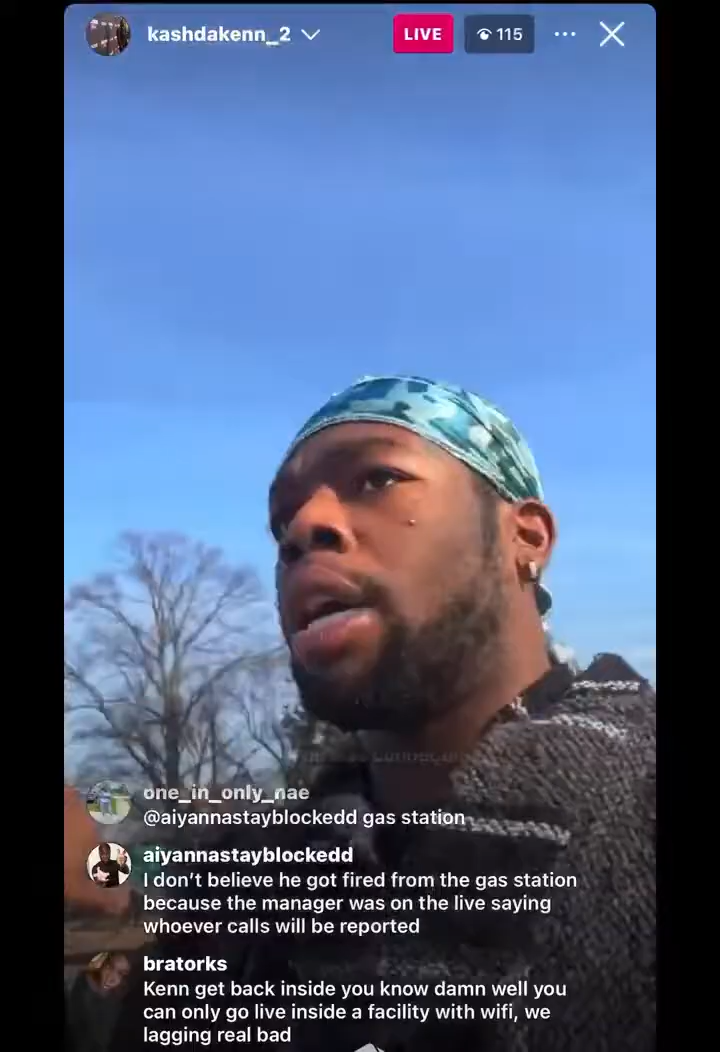 kashdakenn_2
LIVE
115
one_in_only_nae
@aiyannastayblockedd gas station
aiyannastayblockedd
I don’t believe he got fired from the gas station
because the manager was on the live saying
whoever calls will be reported
bratorks
Kenn get back inside you know damn well you
can only go live inside a facility with wifi, we
lagging real bad